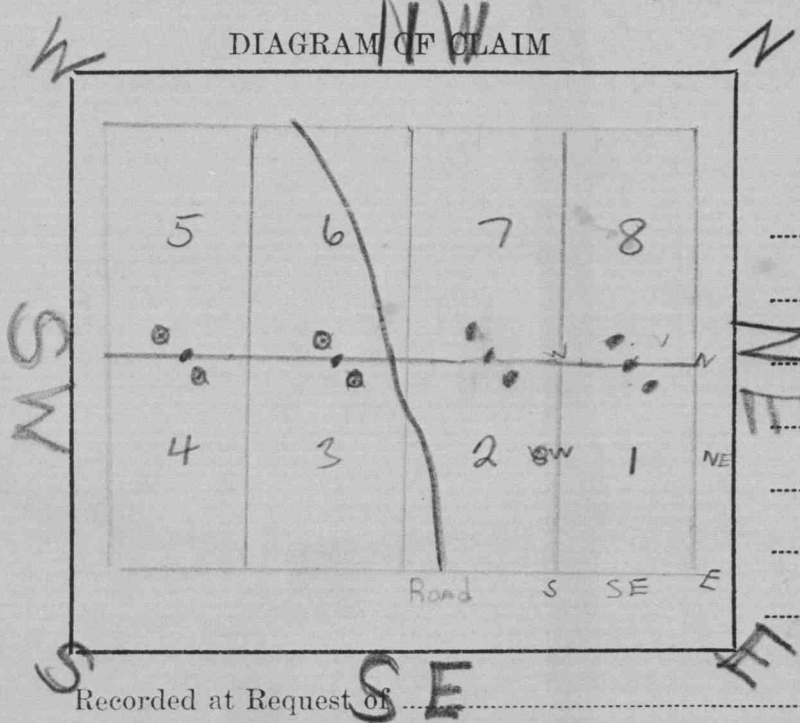 NW
W DIAGRAM OF CLAIM N
5 6 7 8
SW NE
W N
4 3 2 SW 1 NE
Road S SE E
S SE E
Recorded at Request of